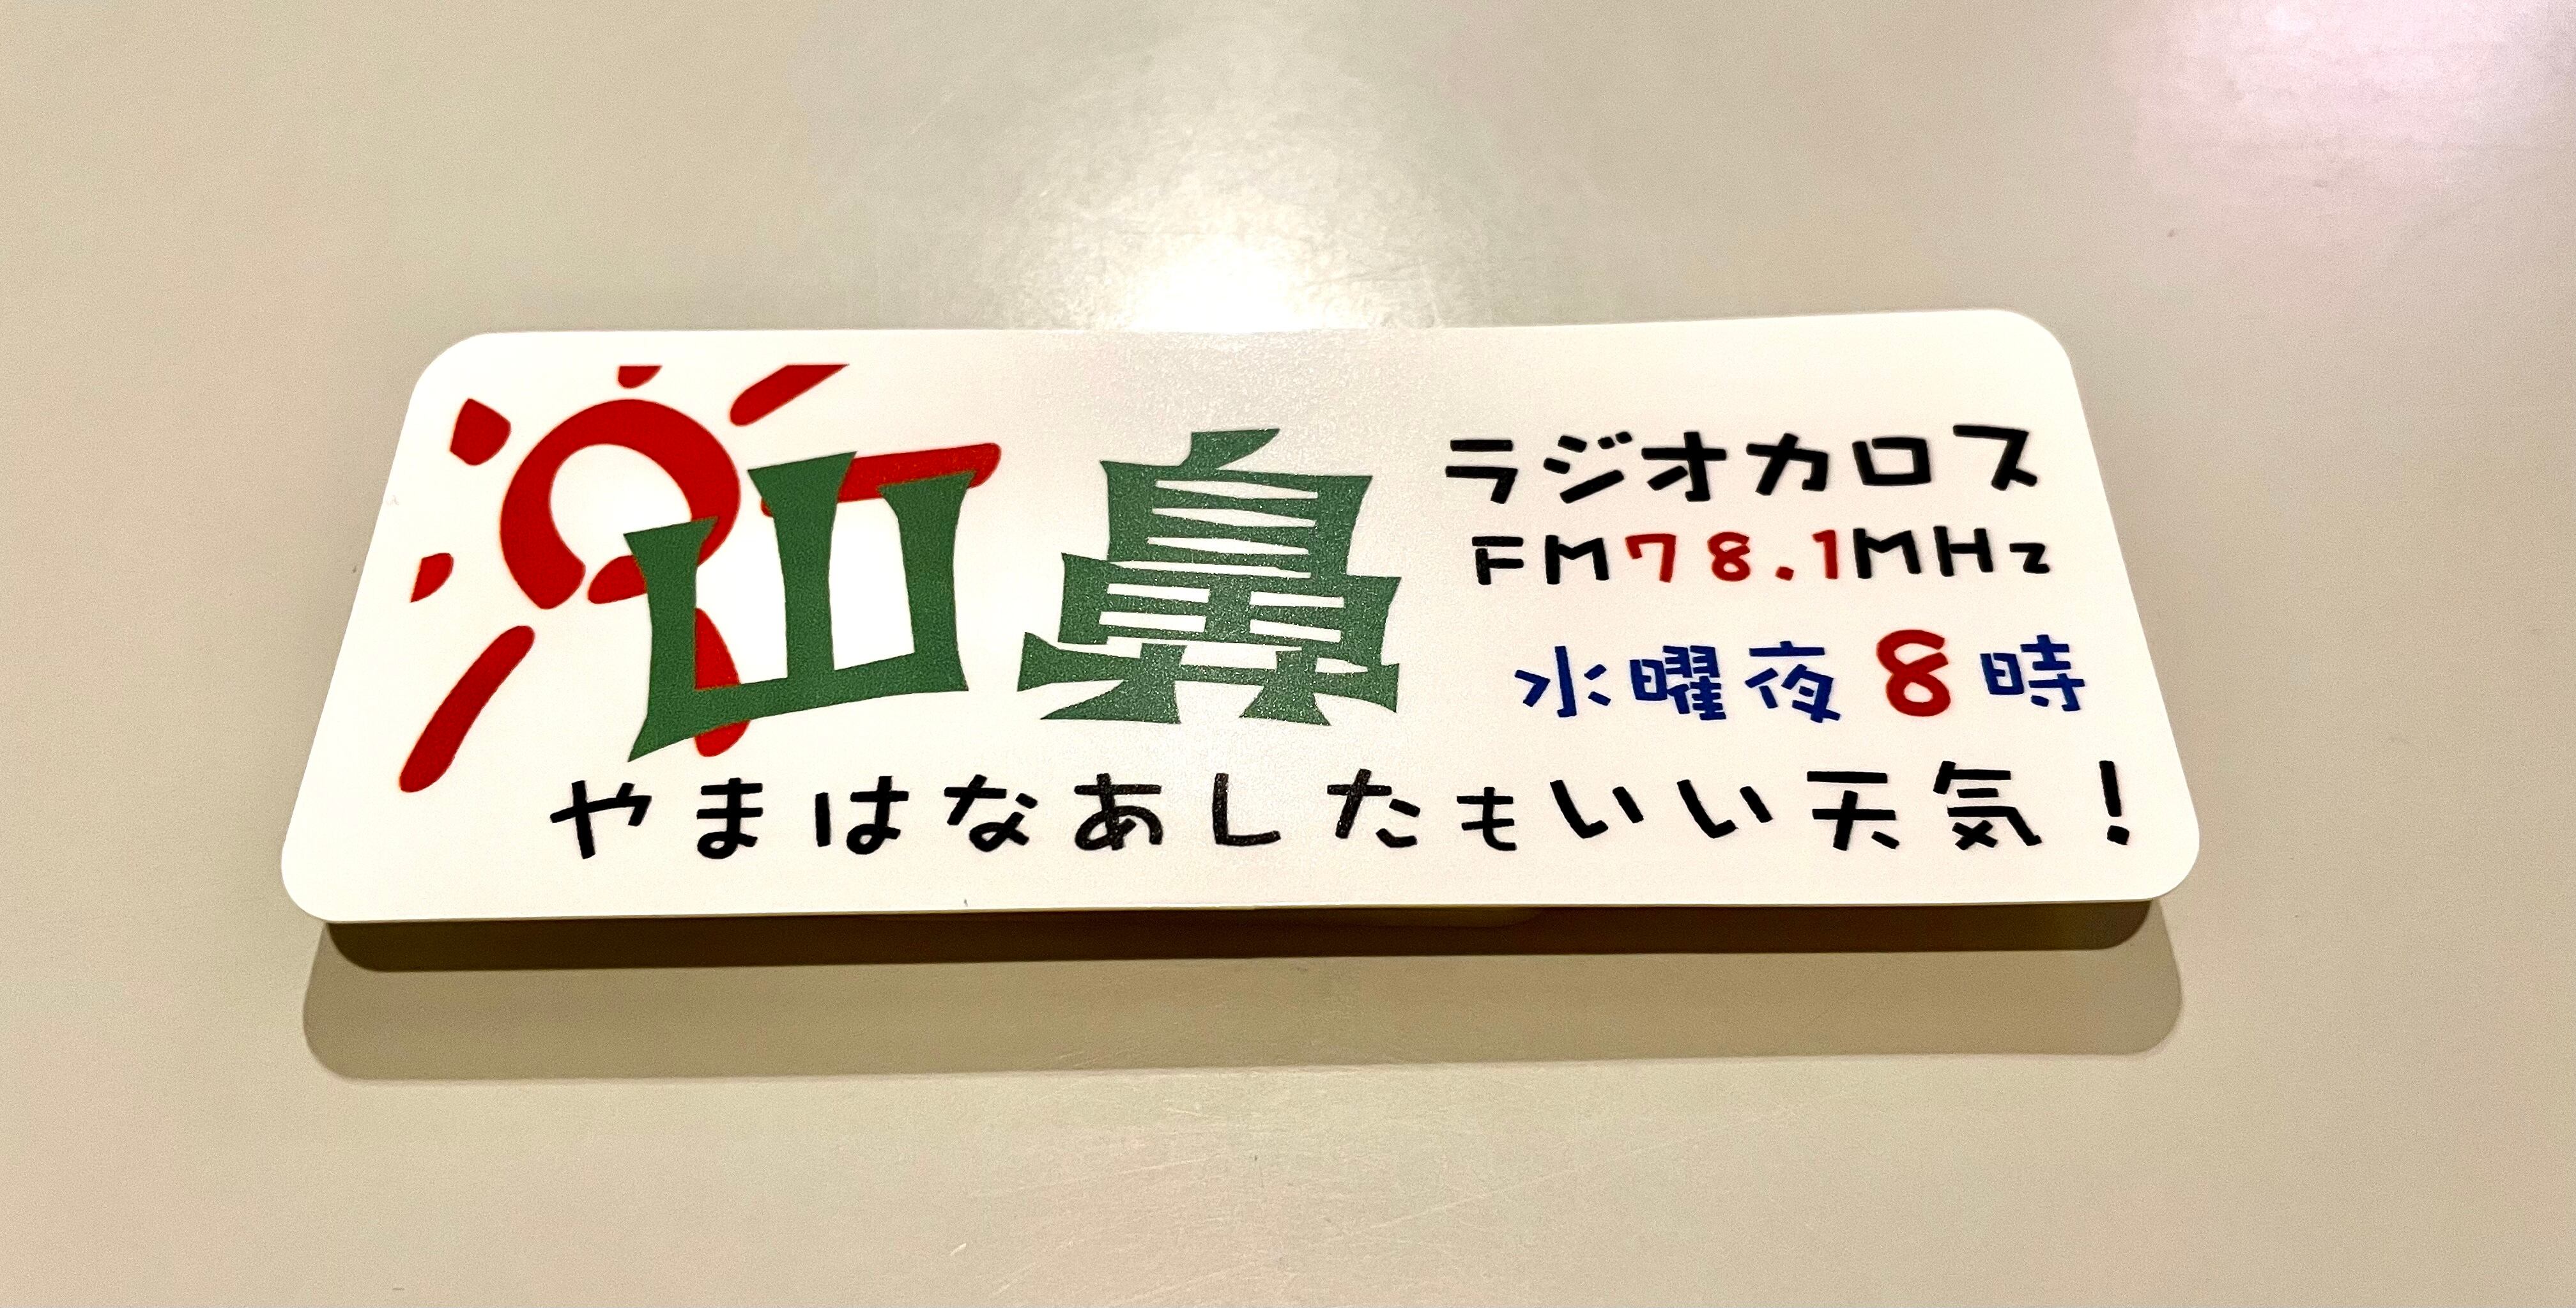 山鼻
ラジオカロス
FM78.1MHz
水曜夜8時
やまはなあしたもいい天気！